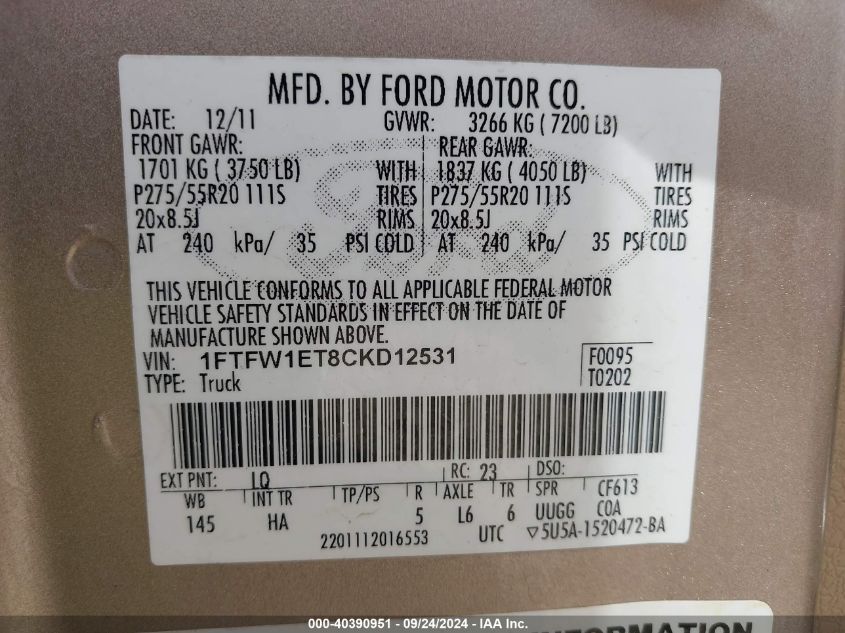 MFD. BY FORD MOTOR CO.
DATE: 12/11 GVWR: 3266 KG ( 7200 LB)
FRONT GAWR: REAR GAWR:
1701 KG ( 3750 LB) WITH 1837 KG ( 4050 LB) WITH
P275/55R20 111S TIRES P275/55R20 111S TIRES
20x8.5J RIMS 20x8.5J RIMS
AT 240 kPa/ 35 PSI COLD AT 240 kPa/ 35 PSI COLD
THIS VEHICLE CONFORMS TO ALL APPLICABLE FEDERAL MOTOR
VEHICLE SAFETY STANDARDS IN EFFECT ON THE DATE OF
MANUFACTURE SHOWN ABOVE.
VIN: 1FTFW1ET8CKD12531 F0095
TYPE: Truck T0202
EXT PNT: LQ RC: 23 DSO:
WB INT TR TP/PS R AXLE TR SPR CF613
145 HA 5 L6 6 UUGG COA
2201112016553 UTC ▽5U5A-1520472-BA
INFORMATION
000-40390951 - 09/24/2024 - IAA Inc.